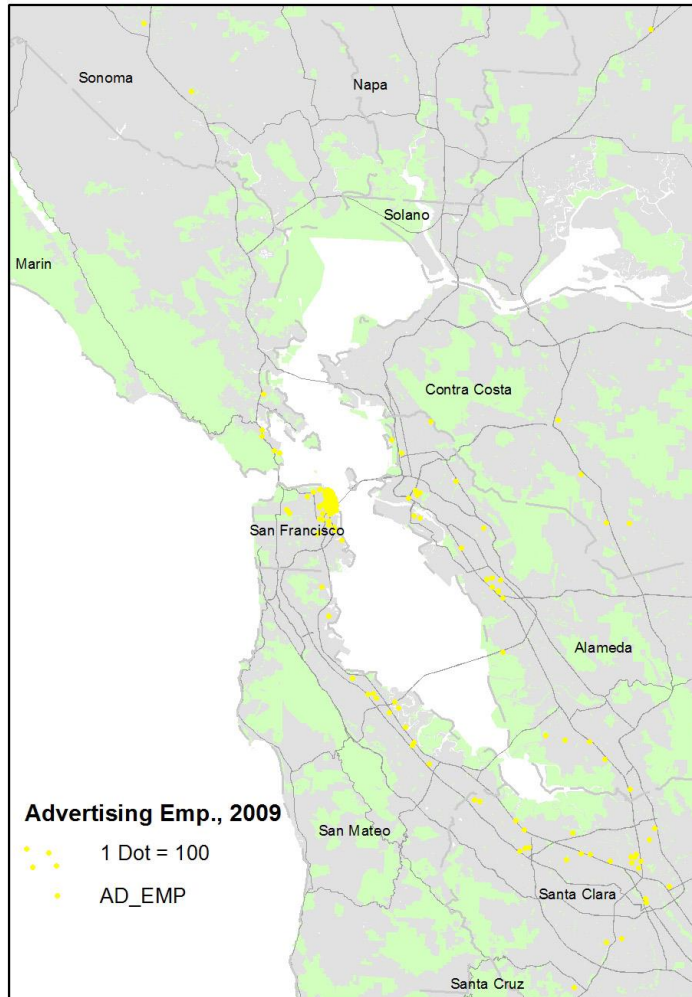 Sonoma
Napa
Solano
Marin
Contra Costa
San Francisco
Alameda
Advertising Emp., 2009
1 Dot = 100
AD_EMP
San Mateo
Santa Clara
Santa Cruz